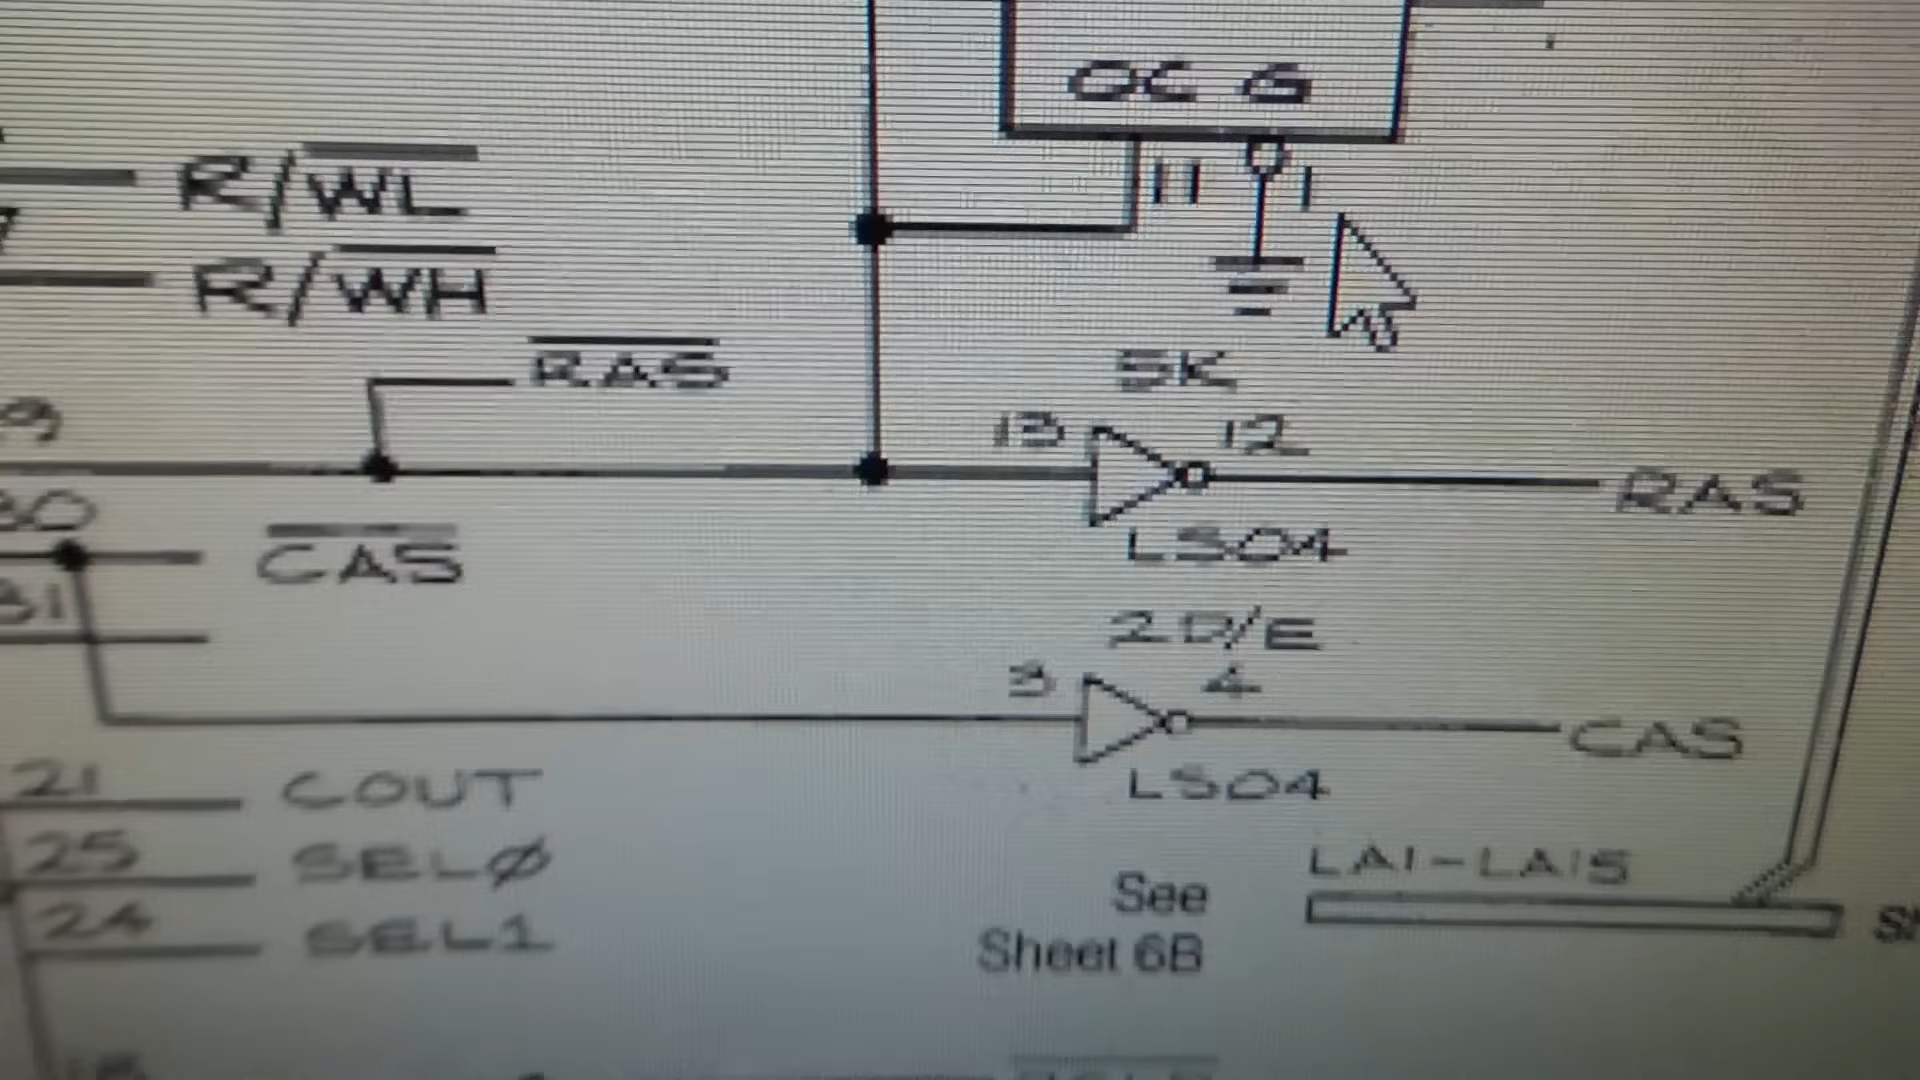 OC G
11 1
R/WL
R/WH
RAS
5K
13 12
RAS
LS04
30
CAS
31
2D/E
3 4
CAS
LS04
21 COUT
25 SELØ
24 SEL1
LA1-LA15
See
Sheet 6B